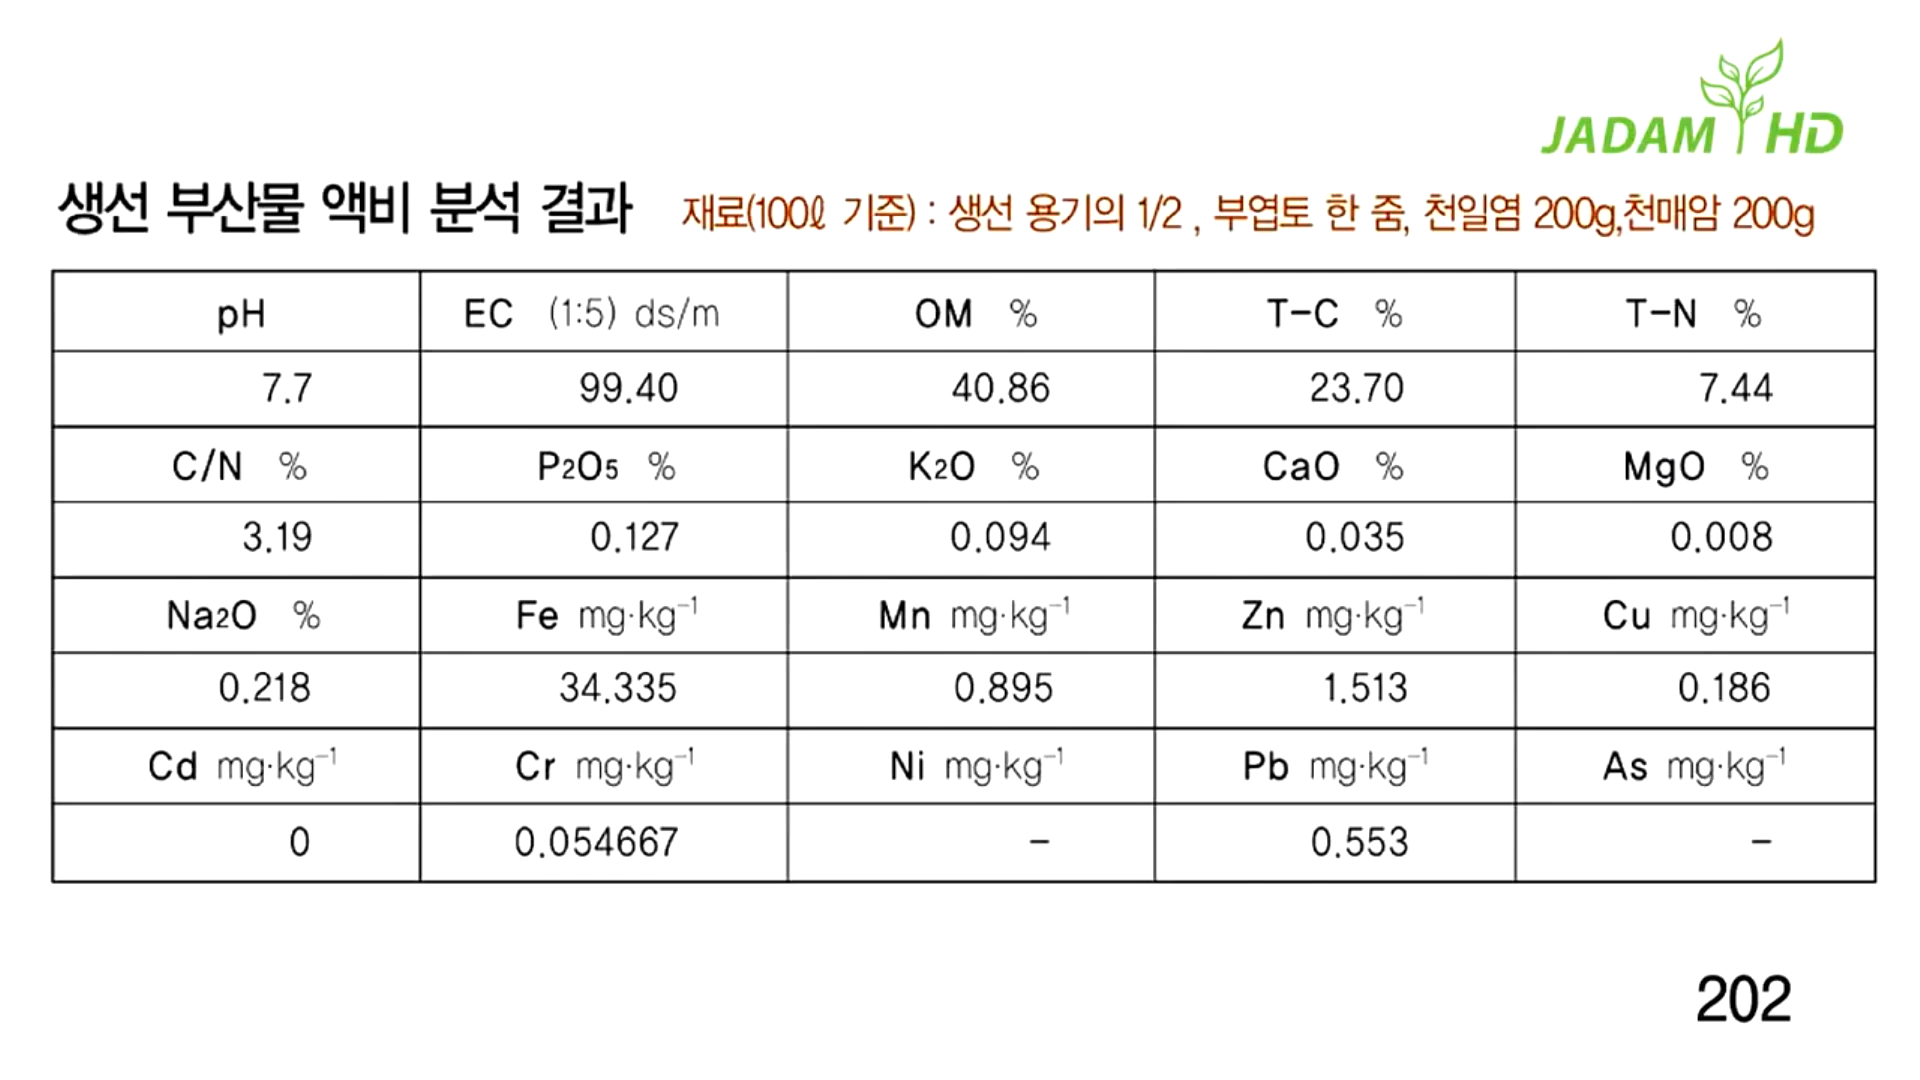 JADAM HD
생선 부산물 액비 분석 결과 재료(100ℓ 기준) : 생선 용기의 1/2 , 부엽토 한 줌, 천일염 200g,천매암 200g
pH EC (1:5) ds/m OM % T-C % T-N %
7.7 99.40 40.86 23.70 7.44
C/N % P2O5 % K2O % CaO % MgO %
3.19 0.127 0.094 0.035 0.008
Na2O % Fe mg·kg⁻¹ Mn mg·kg⁻¹ Zn mg·kg⁻¹ Cu mg·kg⁻¹
0.218 34.335 0.895 1.513 0.186
Cd mg·kg⁻¹ Cr mg·kg⁻¹ Ni mg·kg⁻¹ Pb mg·kg⁻¹ As mg·kg⁻¹
0 0.054667 - 0.553 -
202